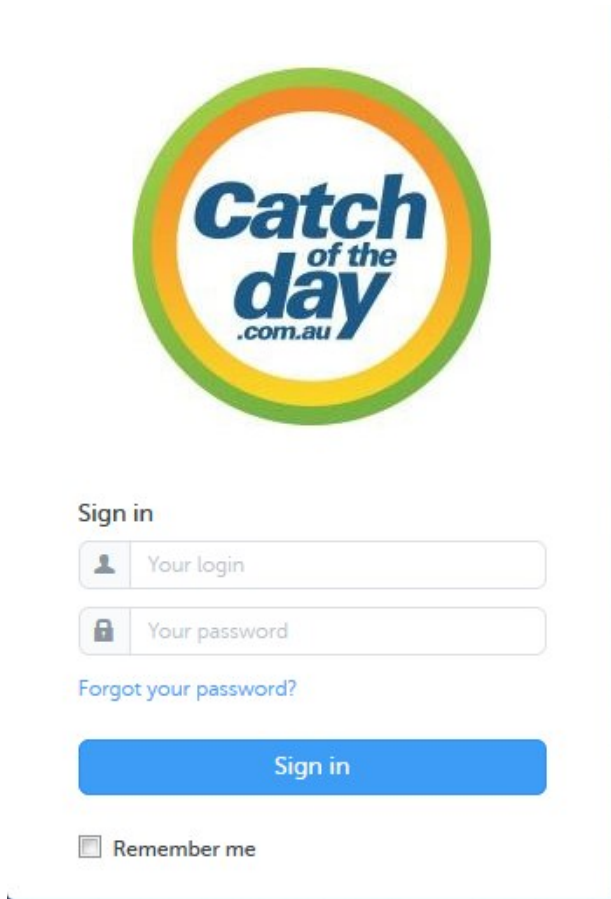 Catch
of the
day
.com.au
Sign in
Your login
Your password
Forgot your password?
Sign in
Remember me